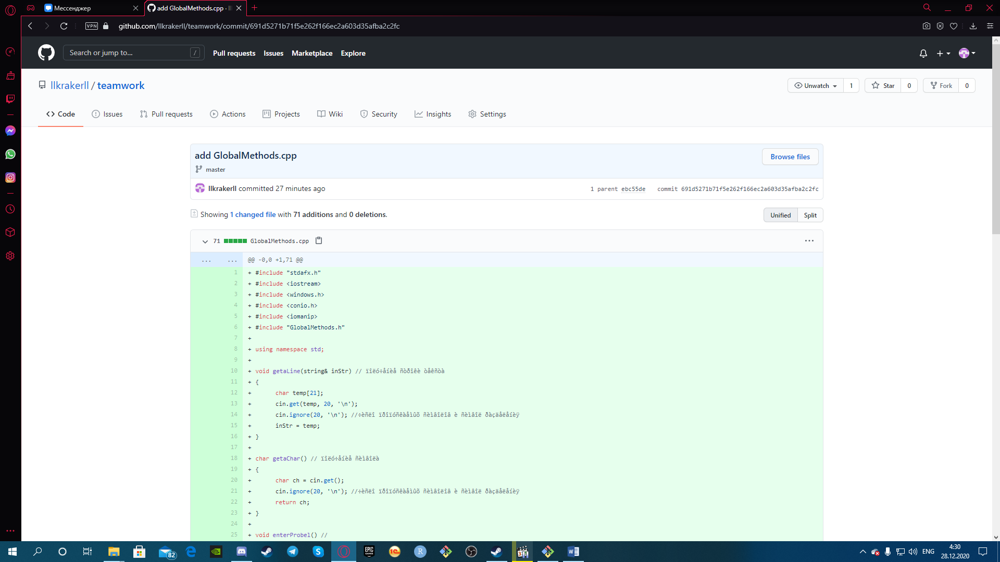 Мессенджер
add GlobalMethods.cpp · ll
VPN
github.com/llkrakerll/teamwork/commit/691d5271b71f5e262f166ec2a603d35afba2c2fc
Search or jump to...
/
Pull requests
Issues
Marketplace
Explore
llkrakerll / teamwork
Unwatch
1
Star
0
Fork
0
Code
Issues
Pull requests
Actions
Projects
Wiki
Security
Insights
Settings
add GlobalMethods.cpp
Browse files
master
llkrakerll committed 27 minutes ago
1 parent ebc55de
commit 691d5271b71f5e262f166ec2a603d35afba2c2fc
Showing 1 changed file with 71 additions and 0 deletions.
Unified
Split
71
GlobalMethods.cpp
...
... ... @@ -0,0 +1,71 @@
1 + #include "stdafx.h"
2 + #include <iostream>
3 + #include <windows.h>
4 + #include <conio.h>
5 + #include <iomanip>
6 + #include "GlobalMethods.h"
7 +
8 + using namespace std;
9 +
10 + void getaLine(string& inStr) // ïîëó÷åíèå ñòðîêè òåêñòà
11 + {
12 + char temp[21];
13 + cin.get(temp, 20, '\n');
14 + cin.ignore(20, '\n'); //÷èñëî ïðîïóñêàåìûõ ñèìâîëîâ è ñèìâîë ðàçäåëåíèÿ
15 + inStr = temp;
16 + }
17 +
18 + char getaChar() // ïîëó÷åíèå ñèìâîëà
19 + {
20 + char ch = cin.get();
21 + cin.ignore(20, '\n'); //÷èñëî ïðîïóñêàåìûõ ñèìâîëîâ è ñèìâîë ðàçäåëåíèÿ
22 + return ch;
23 + }
24 +
25 + void enterProbel() //
82
EPIC GAMES
1C
R
321
W
ENG
4:30
28.12.2020